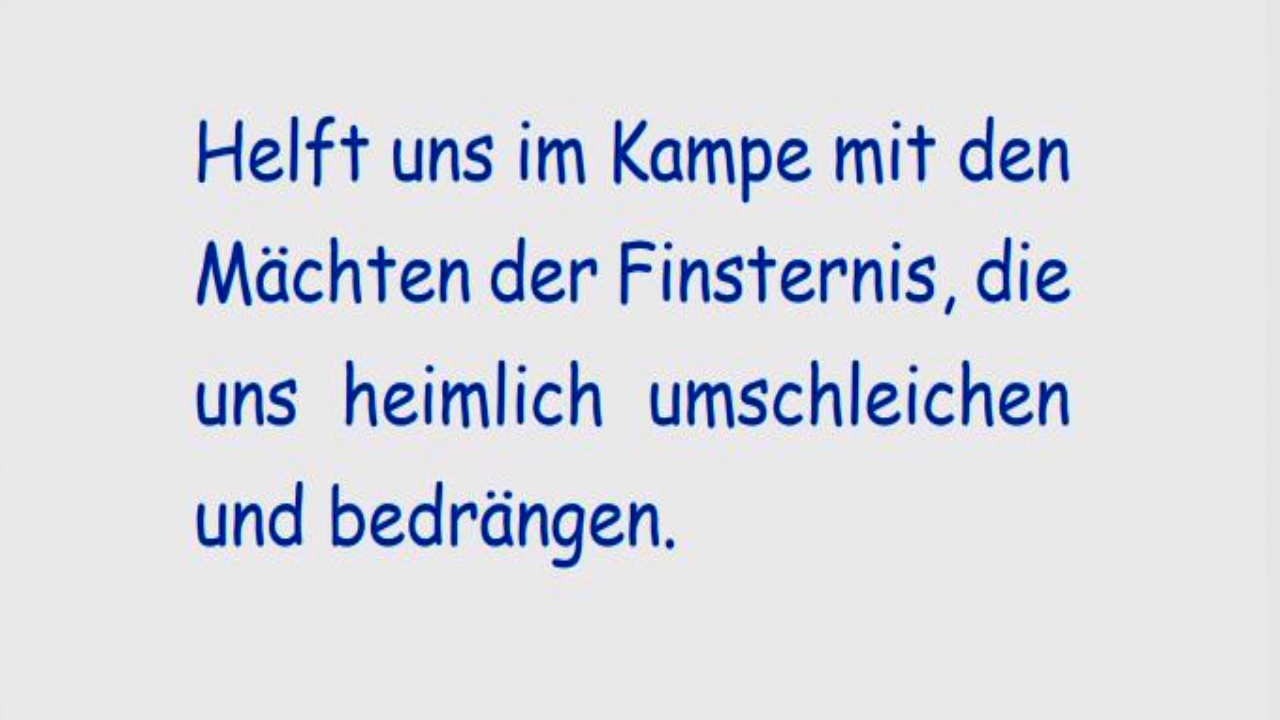 Helft uns im Kampe mit den
Mächten der Finsternis, die
uns heimlich umschleichen
und bedrängen.